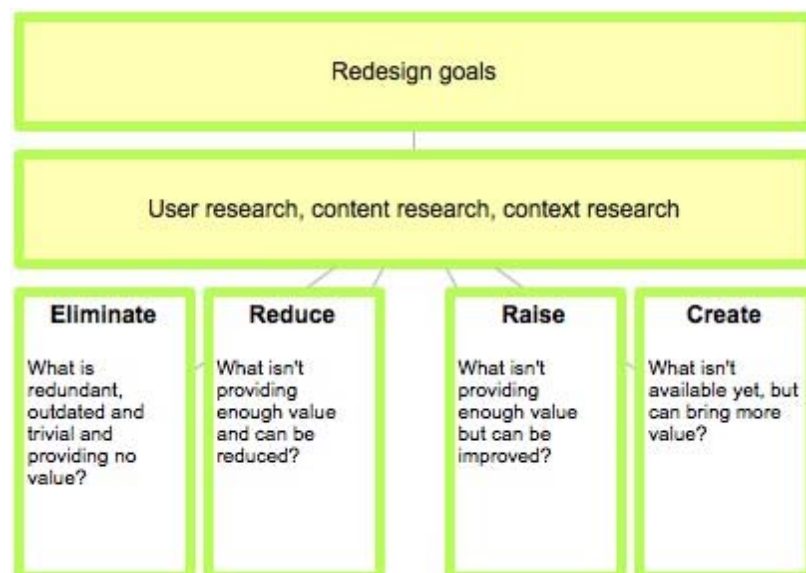 Redesign goals
User research, content research, context research
Eliminate
What is
redundant,
outdated and
trivial and
providing no
value?
Reduce
What isn't
providing
enough value
and can be
reduced?
Raise
What isn't
providing
enough value
but can be
improved?
Create
What isn't
available yet, but
can bring more
value?